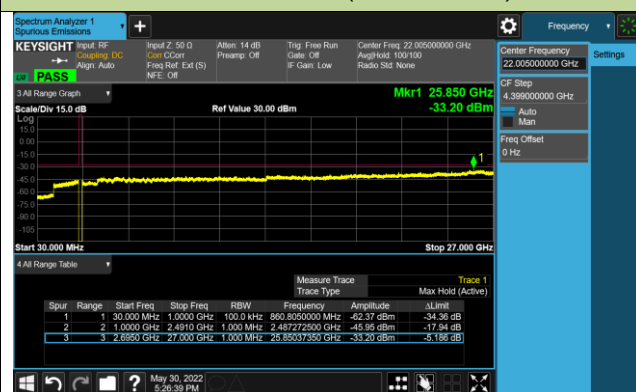 Spectrum Analyzer 1
Spurious Emissions
+
Frequency
KEYSIGHT
Input: RF
Coupling: DC
Align: Auto
Input Z: 50 Ω
Corr CCorr
Freq Ref: Ext (S)
NFE: Off
Atten: 14 dB
Preamp: Off
Trig: Free Run
Gate: Off
IF Gain: Low
Center Freq: 22.005000000 GHz
Avg|Hold: 100/100
Radio Std: None
PASS
Center Frequency
22.005000000 GHz
Settings
CF Step
4.399000000 GHz
Auto
Man
Freq Offset
0 Hz
3 All Range Graph
Mkr1 25.850 GHz
Scale/Div 15.0 dB
Ref Value 30.00 dBm
-33.20 dBm
Log
15.0
0.00
-15.0
-30.0
-45.0
-60.0
-75.0
-90.0
-105
1
Start 30.000 MHz
Stop 27.000 GHz
4 All Range Table
Measure Trace Trace 1
Trace Type Max Hold (Active)
Spur Range Start Freq Stop Freq RBW Frequency Amplitude ΔLimit
1 1 30.000 MHz 1.0000 GHz 100.0 kHz 860.8050000 MHz -62.37 dBm -34.36 dB
2 2 1.0000 GHz 2.4910 GHz 1.000 MHz 2.487272500 GHz -45.95 dBm -17.94 dB
3 3 2.6950 GHz 27.000 GHz 1.000 MHz 25.85037350 GHz -33.20 dBm -5.186 dB
?
May 30, 2022
5:26:39 PM